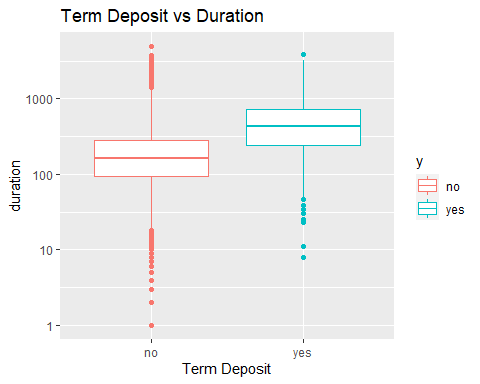 Term Deposit vs Duration
duration
1000
100
10
1
no
yes
Term Deposit
y
no
yes